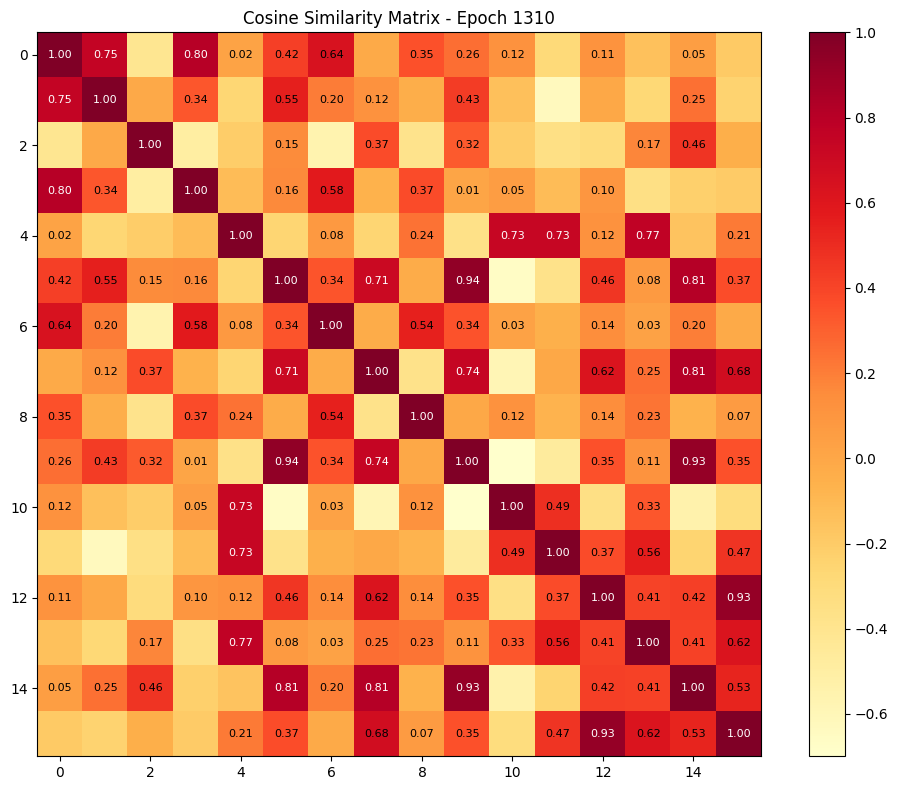 Cosine Similarity Matrix - Epoch 1310
0 1.00 0.75 0.80 0.02 0.42 0.64 0.35 0.26 0.12 0.11 0.05
0.75 1.00 0.34 0.55 0.20 0.12 0.43 0.25
2 1.00 0.15 0.37 0.32 0.17 0.46
0.80 0.34 1.00 0.16 0.58 0.37 0.01 0.05 0.10
4 0.02 1.00 0.08 0.24 0.73 0.73 0.12 0.77 0.21
0.42 0.55 0.15 0.16 1.00 0.34 0.71 0.94 0.46 0.08 0.81 0.37
6 0.64 0.20 0.58 0.08 0.34 1.00 0.54 0.34 0.03 0.14 0.03 0.20
0.12 0.37 0.71 1.00 0.74 0.62 0.25 0.81 0.68
8 0.35 0.37 0.24 0.54 1.00 0.12 0.14 0.23 0.07
0.26 0.43 0.32 0.01 0.94 0.34 0.74 1.00 0.35 0.11 0.93 0.35
10 0.12 0.05 0.73 0.03 0.12 1.00 0.49 0.33
0.73 0.49 1.00 0.37 0.56 0.47
12 0.11 0.10 0.12 0.46 0.14 0.62 0.14 0.35 0.37 1.00 0.41 0.42 0.93
0.17 0.77 0.08 0.03 0.25 0.23 0.11 0.33 0.56 0.41 1.00 0.41 0.62
14 0.05 0.25 0.46 0.81 0.20 0.81 0.93 0.42 0.41 1.00 0.53
0.21 0.37 0.68 0.07 0.35 0.47 0.93 0.62 0.53 1.00
0 2 4 6 8 10 12 14
1.0
0.8
0.6
0.4
0.2
0.0
−0.2
−0.4
−0.6